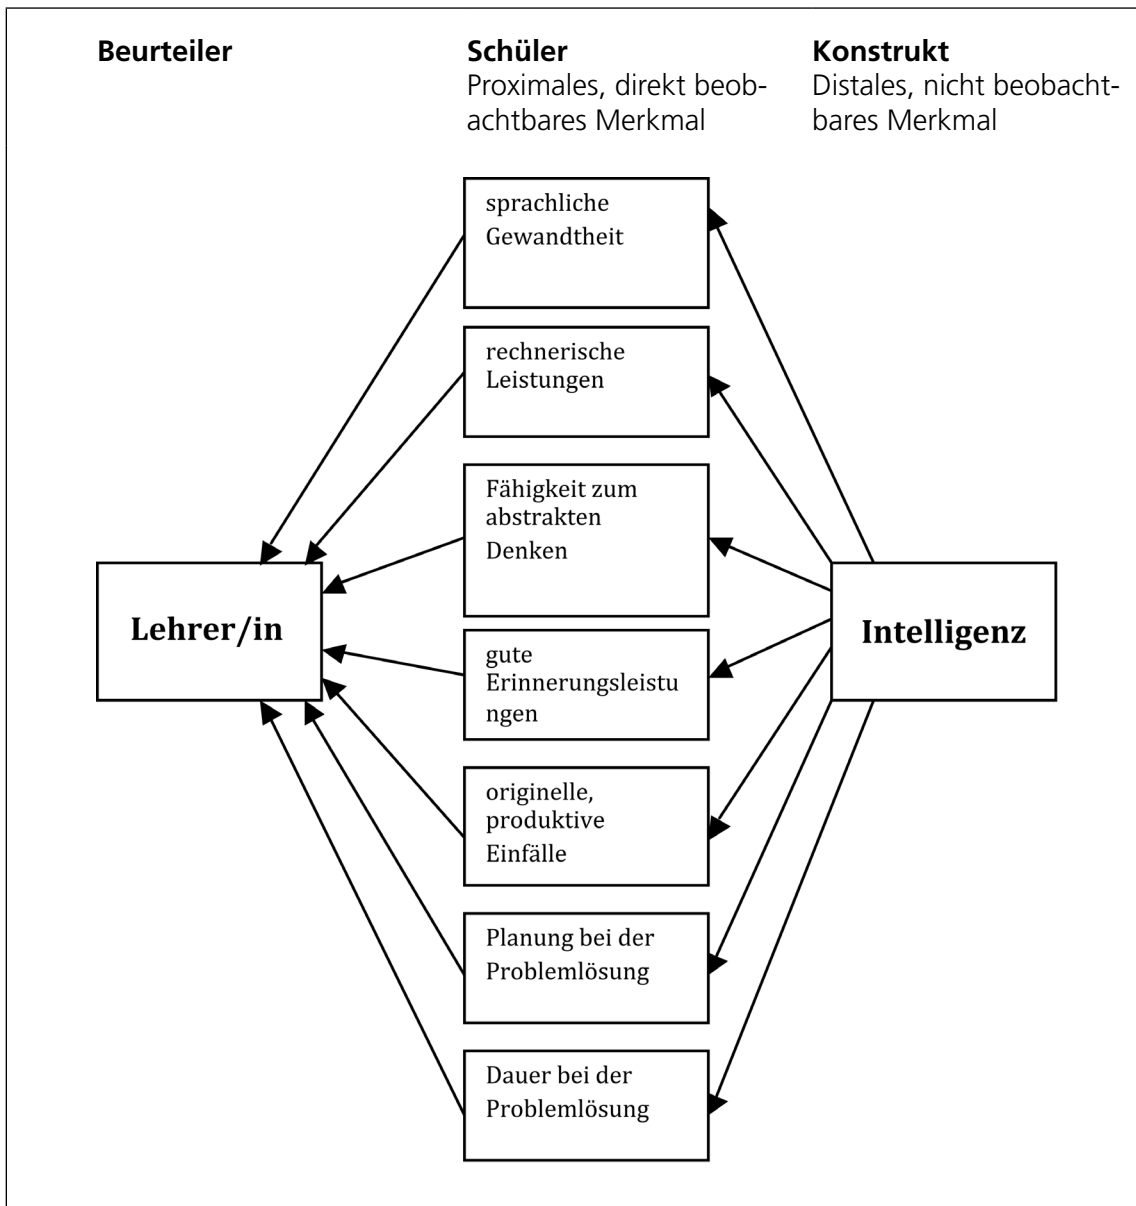 Beurteiler
Schüler
Proximales, direkt beob-
achtbares Merkmal
Konstrukt
Distales, nicht beobacht-
bares Merkmal
sprachliche
Gewandtheit
rechnerische
Leistungen
Fähigkeit zum
abstrakten
Denken
gute
Erinnerungsleistu
ngen
originelle,
produktive
Einfälle
Planung bei der
Problemlösung
Dauer bei der
Problemlösung
Lehrer/in
Intelligenz